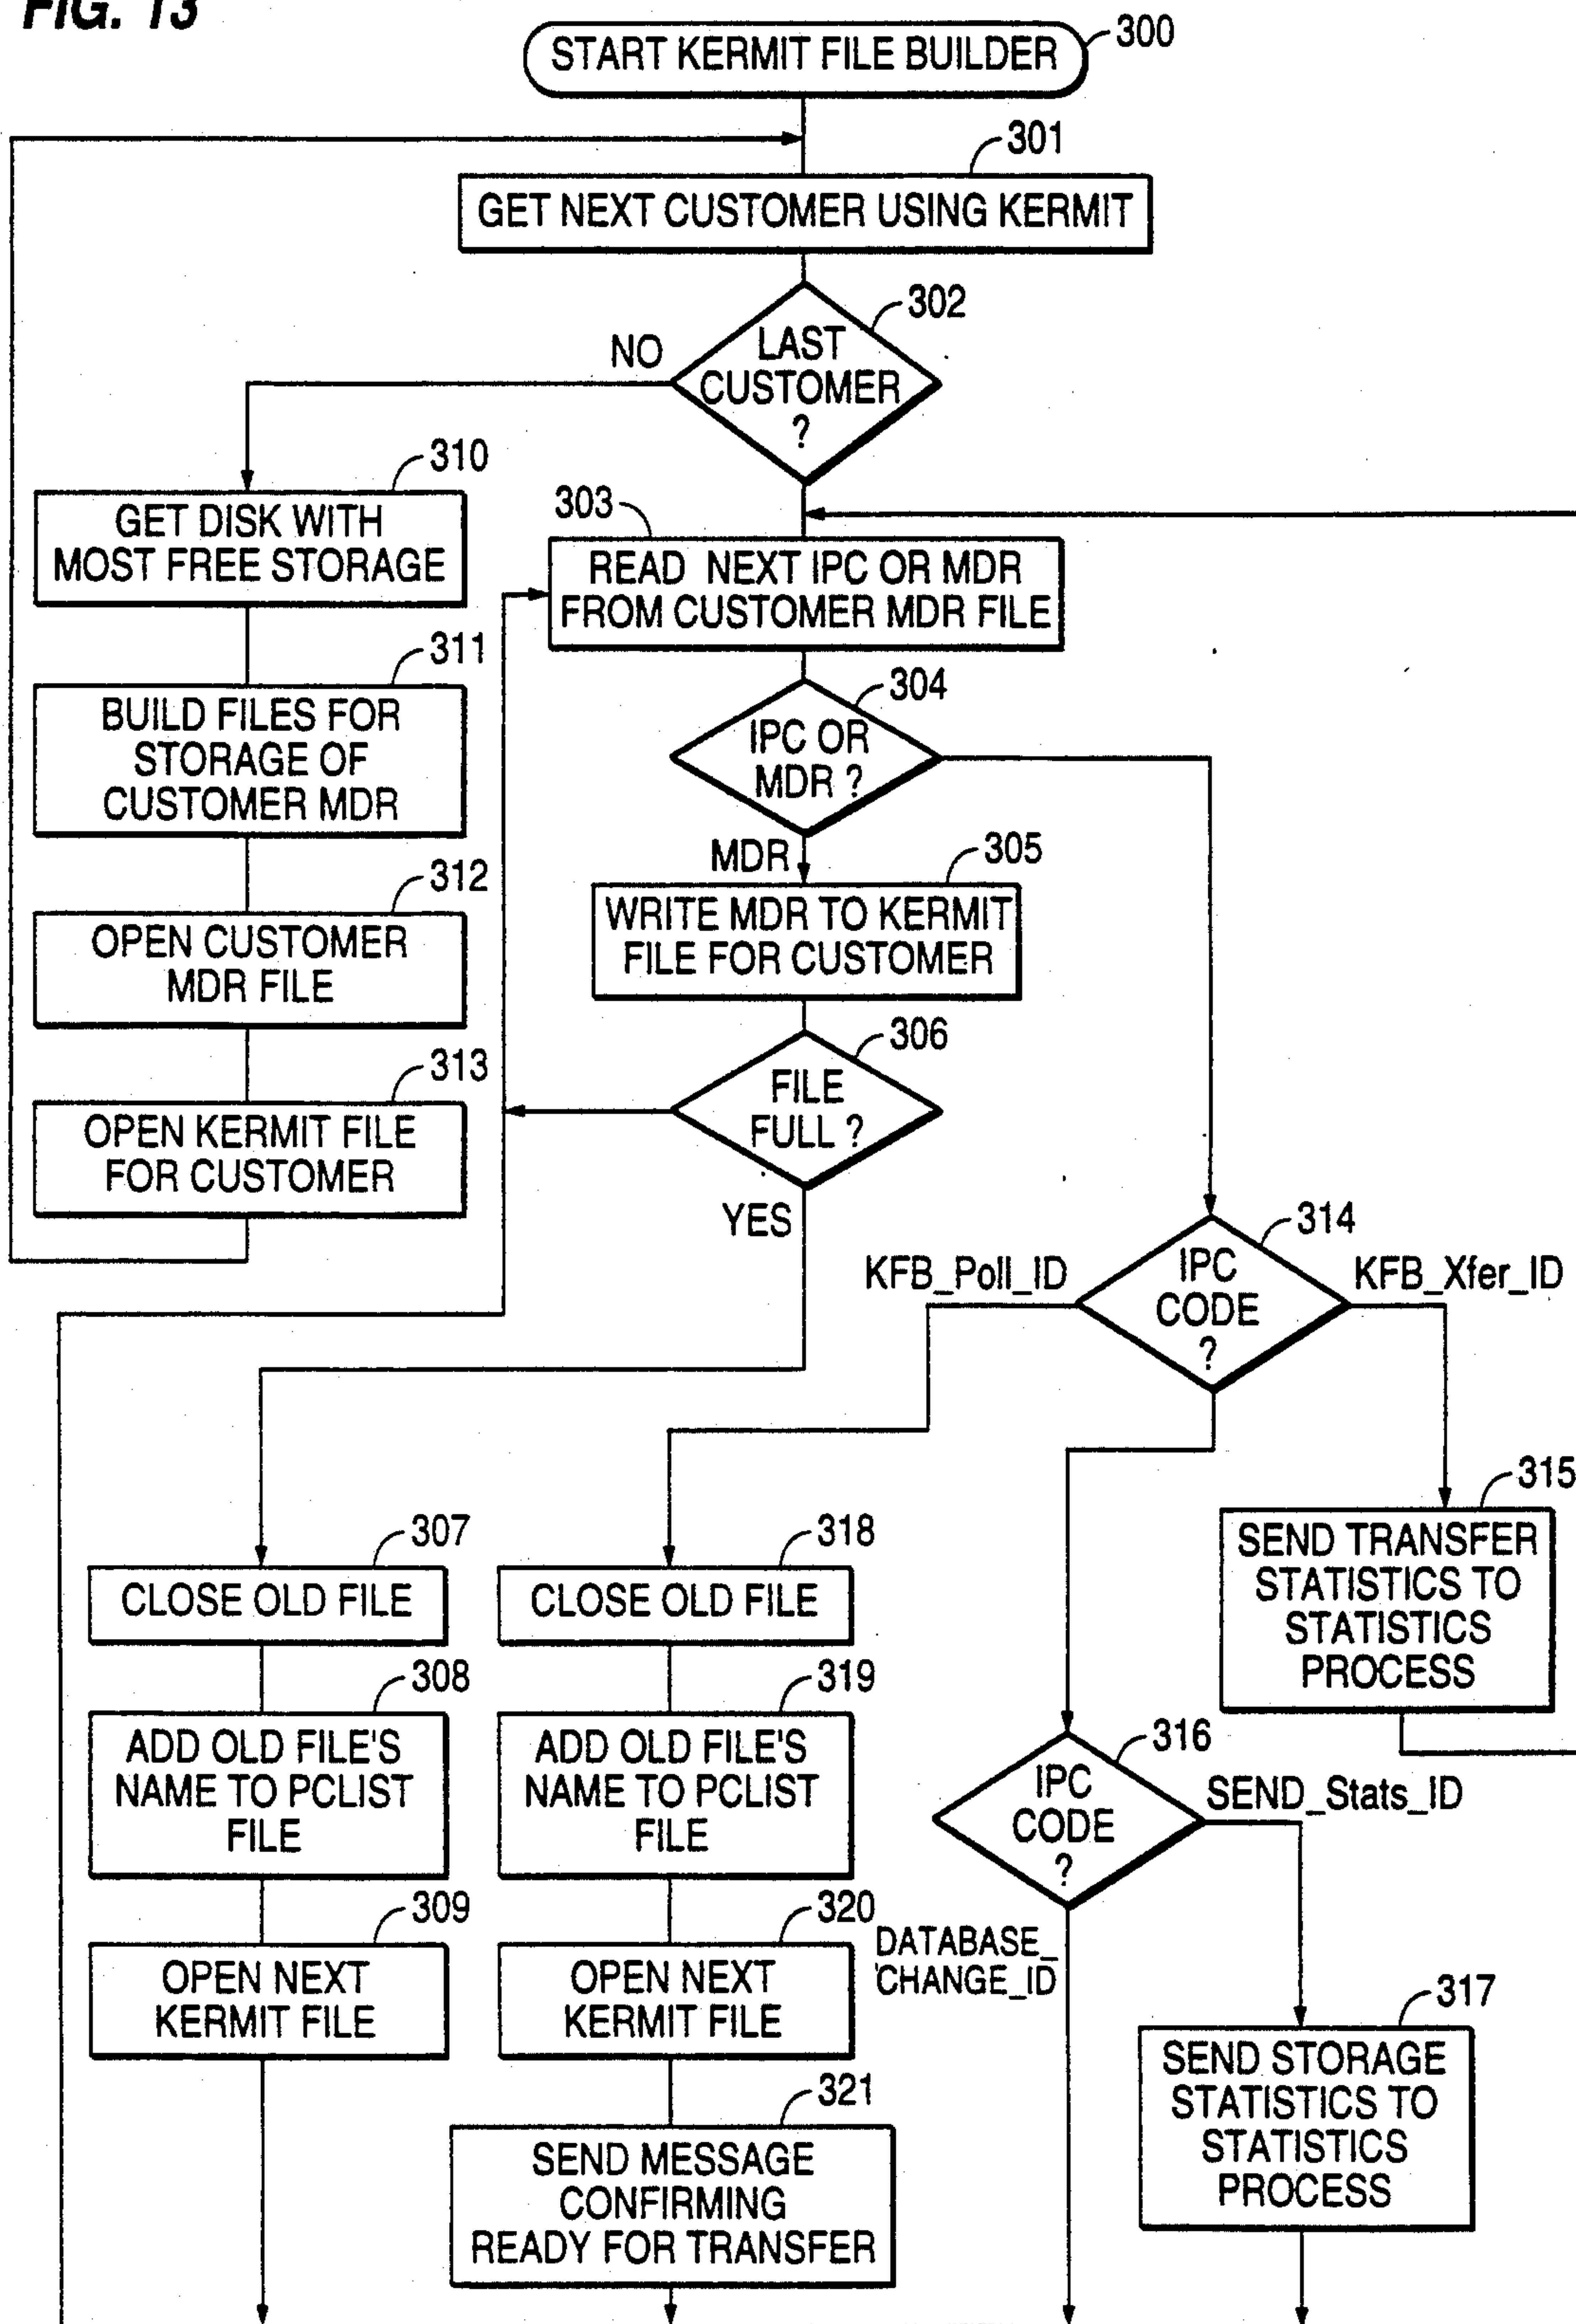 FIG. 13
START KERMIT FILE BUILDER
300
301
GET NEXT CUSTOMER USING KERMIT
302
LAST
CUSTOMER
?
NO
310
GET DISK WITH
MOST FREE STORAGE
303
READ NEXT IPC OR MDR
FROM CUSTOMER MDR FILE
311
BUILD FILES FOR
STORAGE OF
CUSTOMER MDR
304
IPC OR
MDR ?
MDR
305
WRITE MDR TO KERMIT
FILE FOR CUSTOMER
312
OPEN CUSTOMER
MDR FILE
306
FILE
FULL ?
YES
313
OPEN KERMIT FILE
FOR CUSTOMER
314
KFB_Poll_ID
IPC
CODE
?
KFB_Xfer_ID
315
SEND TRANSFER
STATISTICS TO
STATISTICS
PROCESS
307
CLOSE OLD FILE
318
CLOSE OLD FILE
308
ADD OLD FILE'S
NAME TO PCLIST
FILE
319
ADD OLD FILE'S
NAME TO PCLIST
FILE
316
IPC
CODE
?
SEND_Stats_ID
DATABASE_
CHANGE_ID
309
OPEN NEXT
KERMIT FILE
320
OPEN NEXT
KERMIT FILE
317
SEND STORAGE
STATISTICS TO
STATISTICS
PROCESS
321
SEND MESSAGE
CONFIRMING
READY FOR TRANSFER